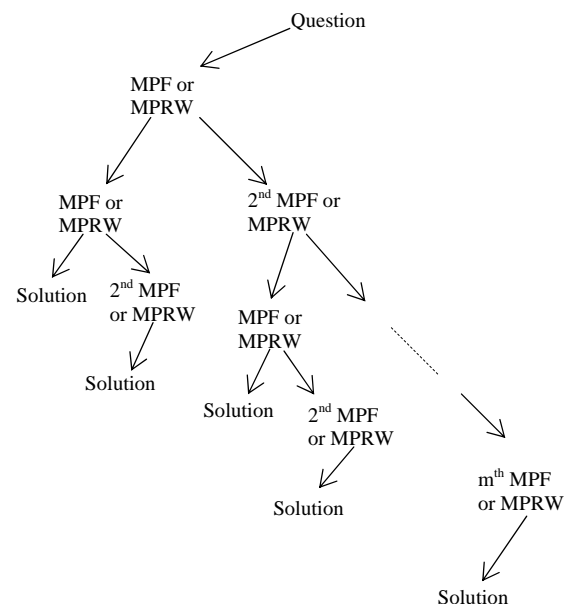 Question
MPF or
MPRW
MPF or
MPRW
2nd MPF or
MPRW
Solution
2nd MPF
or MPRW
MPF or
MPRW
Solution
Solution
2nd MPF
or MPRW
mth MPF
or MPRW
Solution
Solution